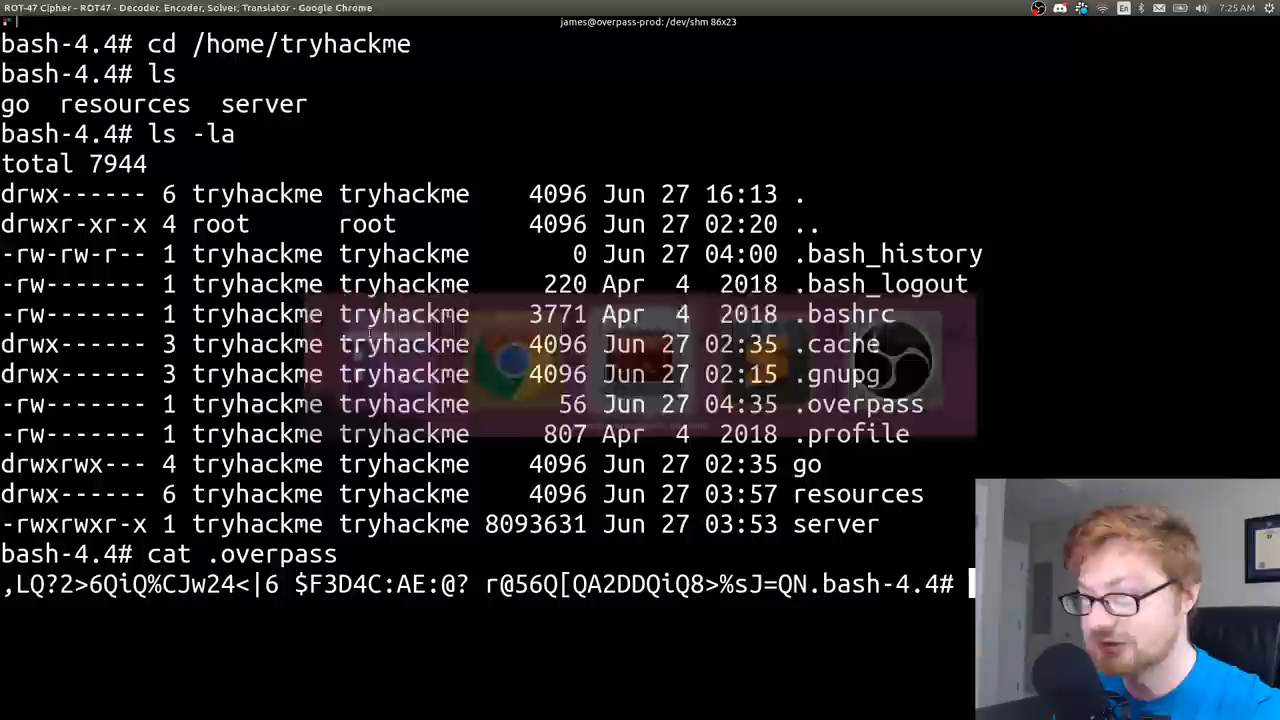 ROT-47 Cipher - ROT47 - Decoder, Encoder, Solver, Translator - Google Chrome
En
7:25 AM
james@overpass-prod: /dev/shm 86x23
bash-4.4# cd /home/tryhackme
bash-4.4# ls
go  resources  server
bash-4.4# ls -la
total 7944
drwx------ 6 tryhackme tryhackme    4096 Jun 27 16:13 .
drwxr-xr-x 4 root      root         4096 Jun 27 02:20 ..
-rw-rw-r-- 1 tryhackme tryhackme       0 Jun 27 04:00 .bash_history
-rw------- 1 tryhackme tryhackme     220 Apr  4  2018 .bash_logout
-rw------- 1 tryhackme tryhackme    3771 Apr  4  2018 .bashrc
drwx------ 3 tryhackme tryhackme    4096 Jun 27 02:35 .cache
drwx------ 3 tryhackme tryhackme    4096 Jun 27 02:15 .gnupg
-rw------- 1 tryhackme tryhackme      56 Jun 27 04:35 .overpass
-rw------- 1 tryhackme tryhackme     807 Apr  4  2018 .profile
drwxrwx--- 4 tryhackme tryhackme    4096 Jun 27 02:35 go
drwx------ 6 tryhackme tryhackme    4096 Jun 27 03:57 resources
-rwxrwxr-x 1 tryhackme tryhackme 8093631 Jun 27 03:53 server
bash-4.4# cat .overpass
,LQ?2>6QiQ%CJw24<|6 $F3D4C:AE:@? r@56Q[QA2DDQiQ8>%sJ=QN.bash-4.4#